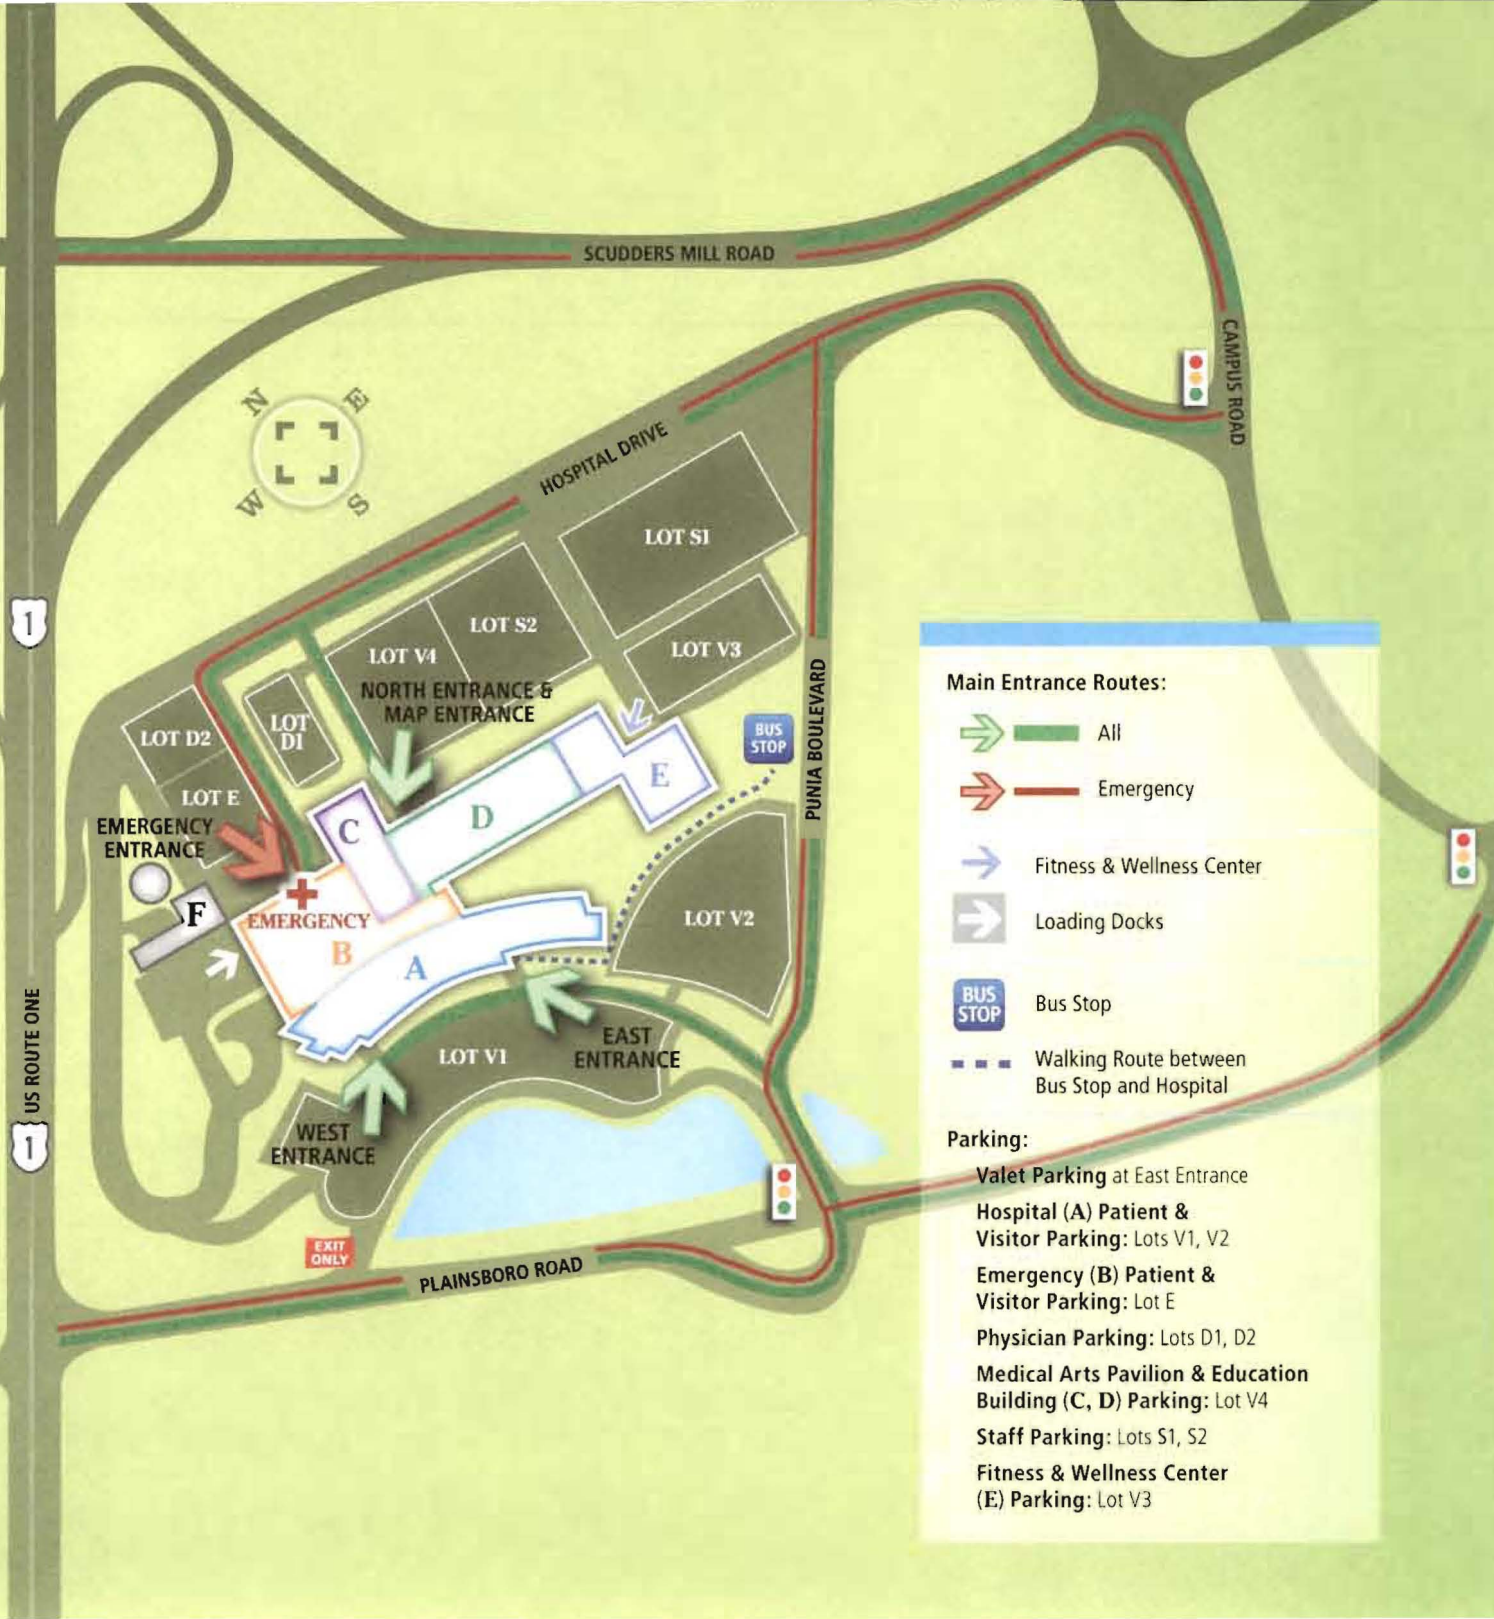 SCUDDERS MILL ROAD
CAMPUS ROAD
N
E
W
S
HOSPITAL DRIVE
LOT S1
1
LOT S2
LOT V4
LOT V3
NORTH ENTRANCE &
MAP ENTRANCE
LOT
D1
LOT D2
BUS
STOP
PUNIA BOULEVARD
E
LOT E
D
C
EMERGENCY
ENTRANCE
F
EMERGENCY
LOT V2
B
A
US ROUTE ONE
1
EAST
ENTRANCE
LOT V1
WEST
ENTRANCE
EXIT
ONLY
PLAINSBORO ROAD
Main Entrance Routes:
All
Emergency
Fitness & Wellness Center
Loading Docks
BUS
STOP
Bus Stop
Walking Route between
Bus Stop and Hospital
Parking:
Valet Parking at East Entrance
Hospital (A) Patient &
Visitor Parking: Lots V1, V2
Emergency (B) Patient &
Visitor Parking: Lot E
Physician Parking: Lots D1, D2
Medical Arts Pavilion & Education
Building (C, D) Parking: Lot V4
Staff Parking: Lots S1, S2
Fitness & Wellness Center
(E) Parking: Lot V3